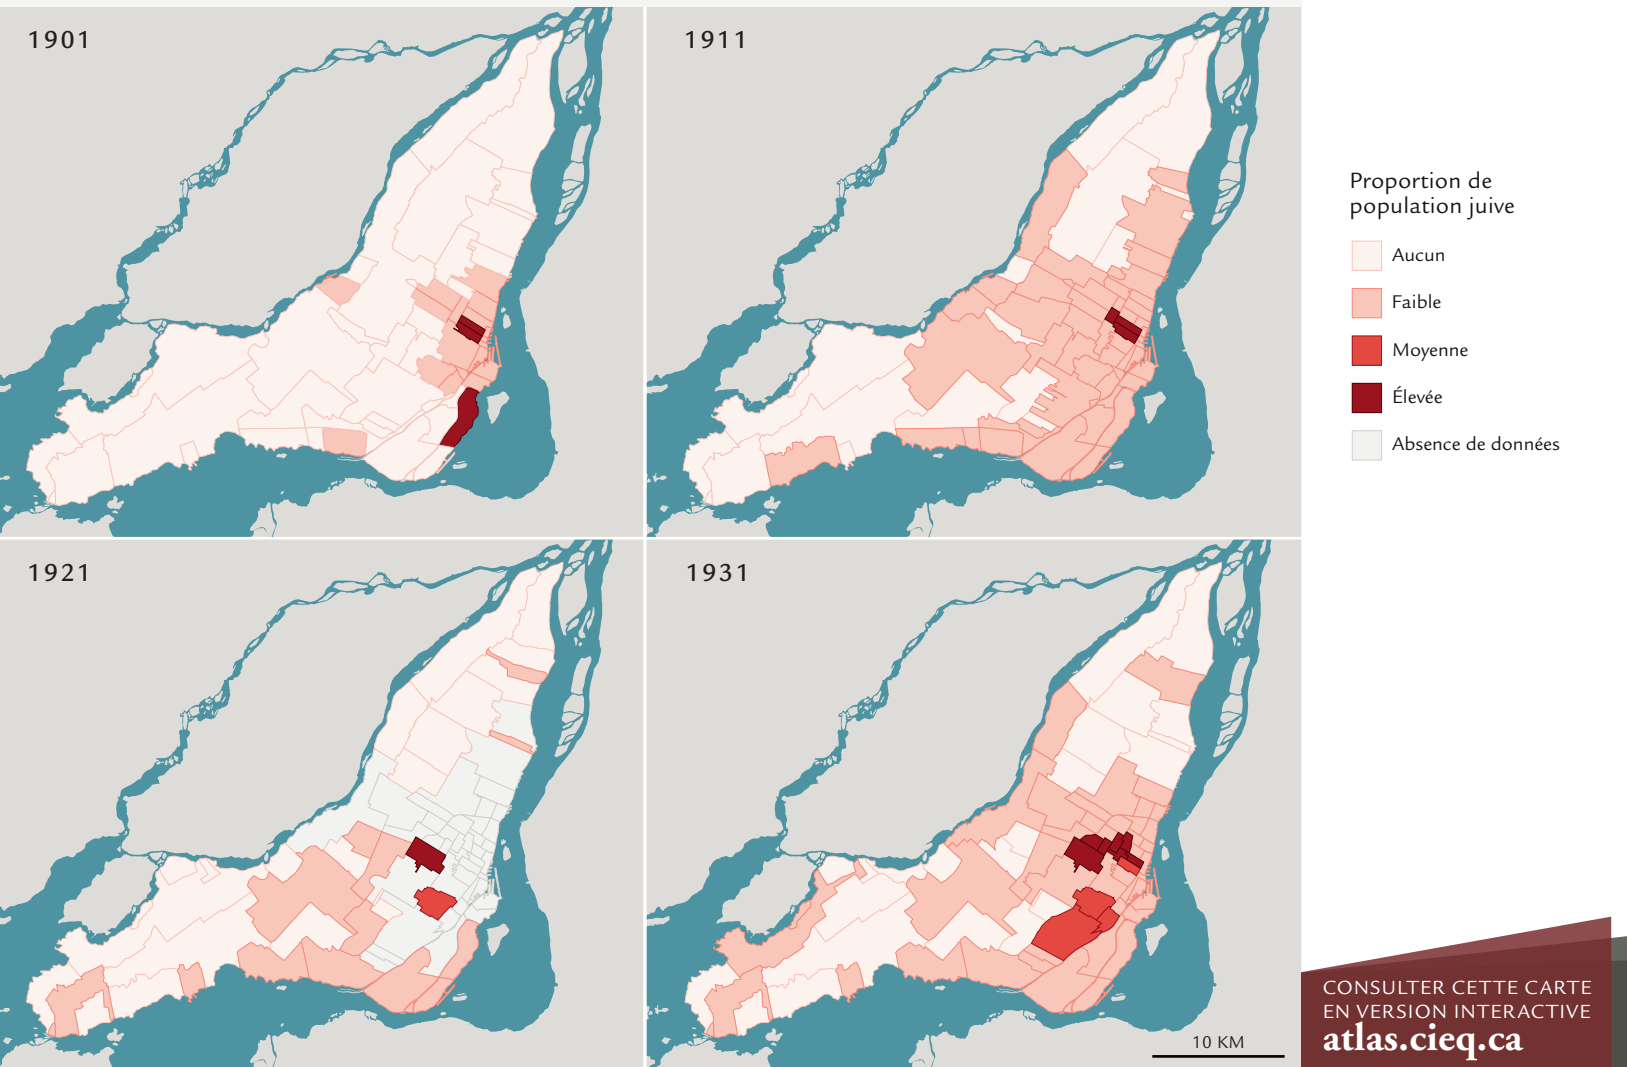 1901
1911
Proportion de
population juive
Aucun
Faible
Moyenne
Élevée
Absence de données
1921
1931
10 KM
CONSULTER CETTE CARTE
EN VERSION INTERACTIVE
atlas.cieq.ca